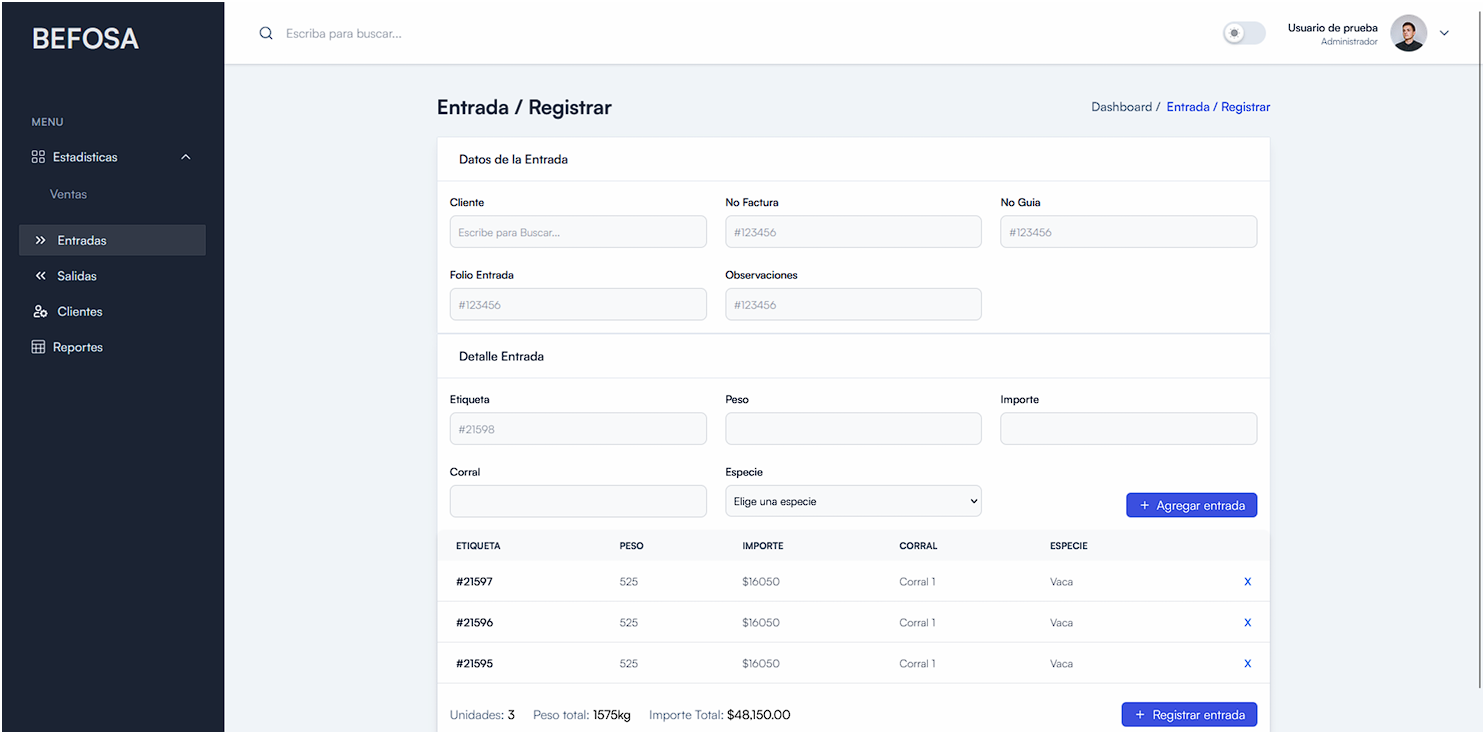 BEFOSA
Escriba para buscar...
Usuario de prueba
Administrador
MENU
Estadisticas
Ventas
Entradas
Salidas
Clientes
Reportes
Entrada / Registrar
Dashboard / Entrada / Registrar
Datos de la Entrada
Cliente No Factura No Guia
Escribe para Buscar... #123456 #123456
Folio Entrada Observaciones
#123456 #123456
Detalle Entrada
Etiqueta Peso Importe
#21598
Corral Especie
Elige una especie
+ Agregar entrada
ETIQUETA PESO IMPORTE CORRAL ESPECIE
#21597 525 $16050 Corral 1 Vaca X
#21596 525 $16050 Corral 1 Vaca X
#21595 525 $16050 Corral 1 Vaca X
Unidades: 3 Peso total: 1575kg Importe Total: $48,150.00
+ Registrar entrada